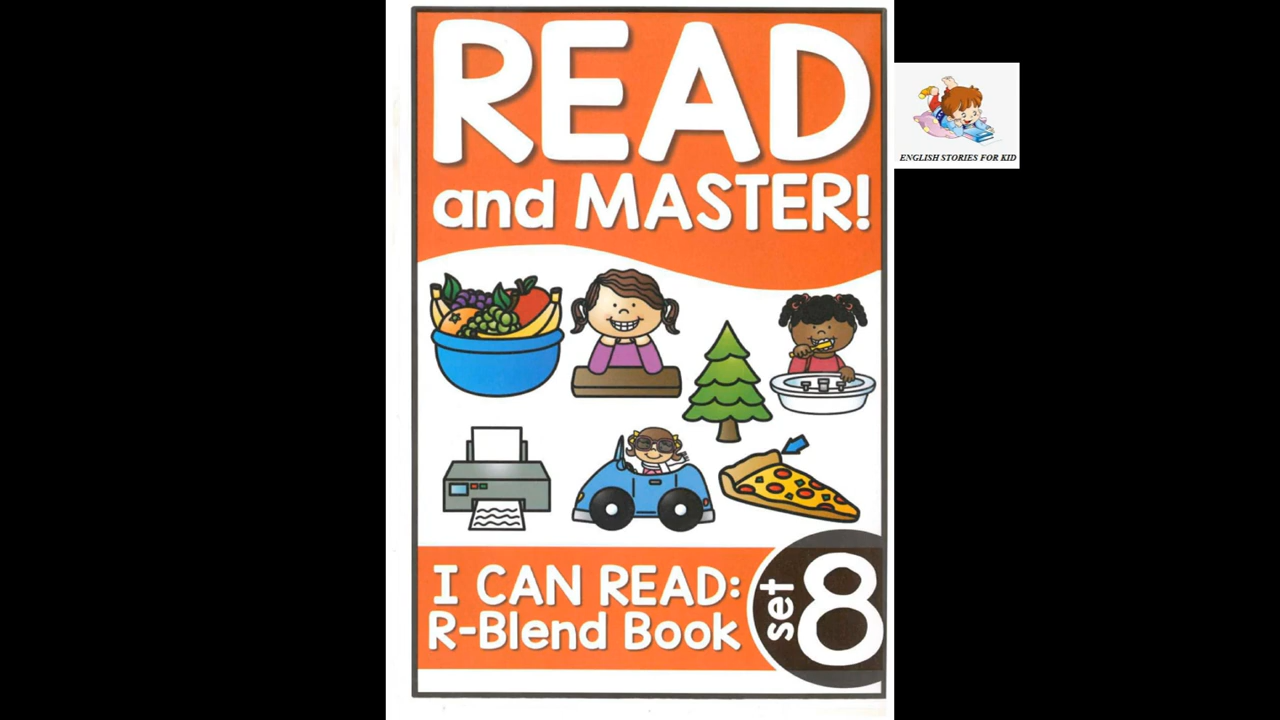 READ
and MASTER!
ENGLISH STORIES FOR KID
I CAN READ:
R-Blend Book
set 8